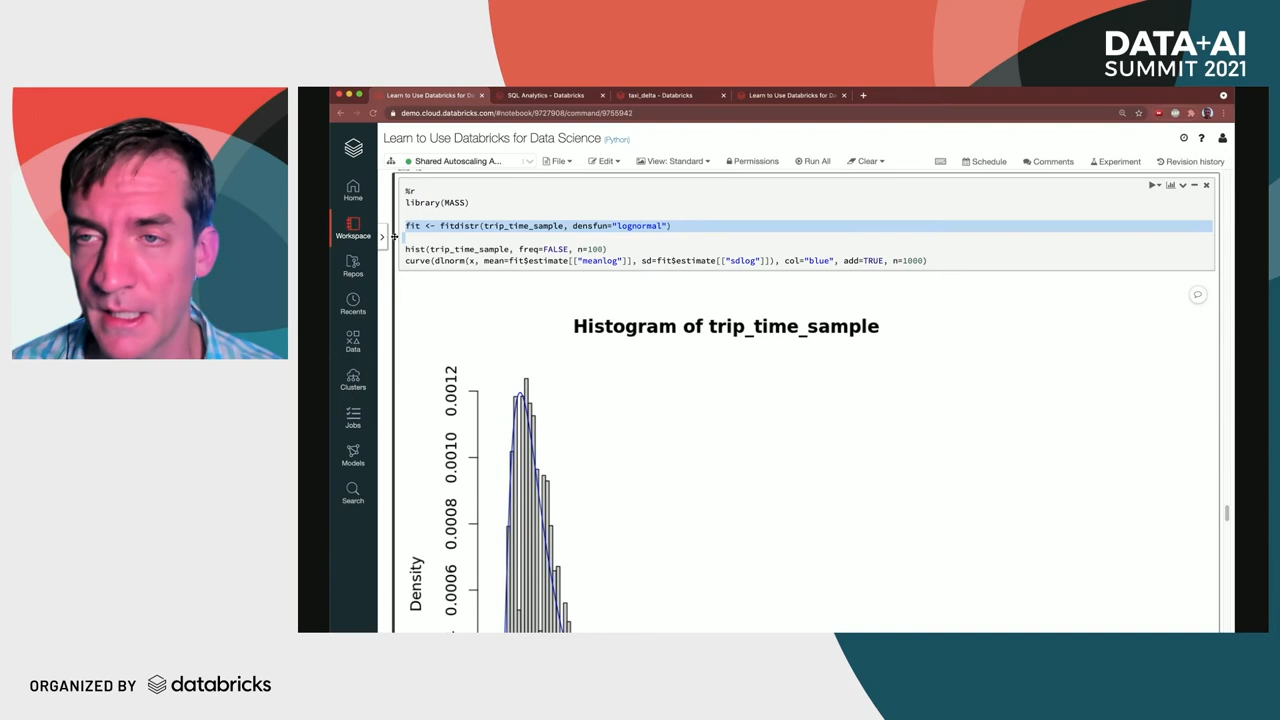 DATA+AI
SUMMIT 2021
Learn to Use Databricks for Da
SQL Analytics - Databricks
taxi_delta - Databricks
Learn to Use Databricks for Da
demo.cloud.databricks.com/#notebook/9727908/command/9755942
Learn to Use Databricks for Data Science (Python)
Shared Autoscaling A...
File
Edit
View: Standard
Permissions
Run All
Clear
Schedule
Comments
Experiment
Revision history
Home
Workspace
Repos
Recents
Data
Clusters
Jobs
Models
Search
%r
library(MASS)
fit <- fitdistr(trip_time_sample, densfun="lognormal")
hist(trip_time_sample, freq=FALSE, n=100)
curve(dlnorm(x, mean=fit$estimate[["meanlog"]], sd=fit$estimate[["sdlog"]]), col="blue", add=TRUE, n=1000)
Histogram of trip_time_sample
Density
0.0012
0.0010
0.0008
0.0006
ORGANIZED BY databricks